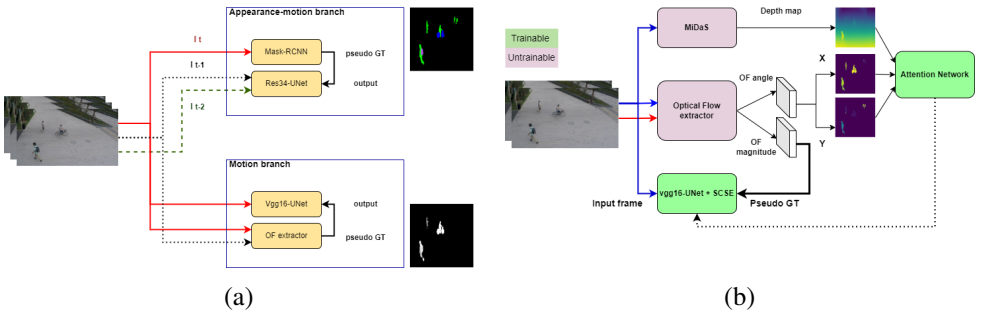 Appearance-motion branch
I t
Mask-RCNN
pseudo GT
I t-1
Res34-UNet
output
I t-2
Motion branch
Vgg16-UNet
output
OF extractor
pseudo GT
(a)
MiDaS
Depth map
Trainable
Untrainable
X
OF angle
Attention Network
Optical Flow
extractor
OF
magnitude
Y
vgg16-UNet + SCSE
Input frame
Pseudo GT
(b)